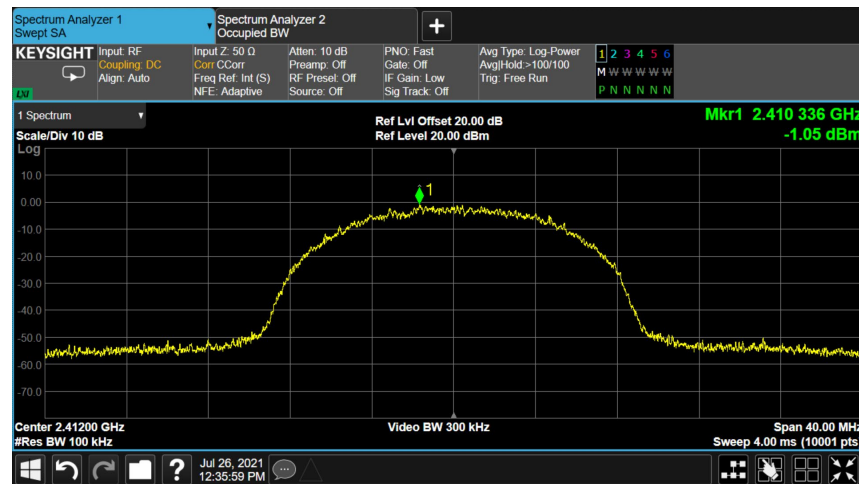 Spectrum Analyzer 1
Swept SA
Spectrum Analyzer 2
Occupied BW
KEYSIGHT
LXI
Input: RF
Coupling: DC
Align: Auto
Input Z: 50 Ω
Corr CCorr
Freq Ref: Int (S)
NFE: Adaptive
Atten: 10 dB
Preamp: Off
RF Presel: Off
Source: Off
PNO: Fast
Gate: Off
IF Gain: Low
Sig Track: Off
Avg Type: Log-Power
Avg|Hold:>100/100
Trig: Free Run
1 2 3 4 5 6
M W W W W W
P N N N N N
1 Spectrum
Scale/Div 10 dB
Log
Ref Lvl Offset 20.00 dB
Ref Level 20.00 dBm
Mkr1 2.410 336 GHz
-1.05 dBm
1
10.0
0.00
-10.0
-20.0
-30.0
-40.0
-50.0
-60.0
-70.0
Center 2.41200 GHz
#Res BW 100 kHz
Video BW 300 kHz
Span 40.00 MHz
Sweep 4.00 ms (10001 pts
?
Jul 26, 2021
12:35:59 PM